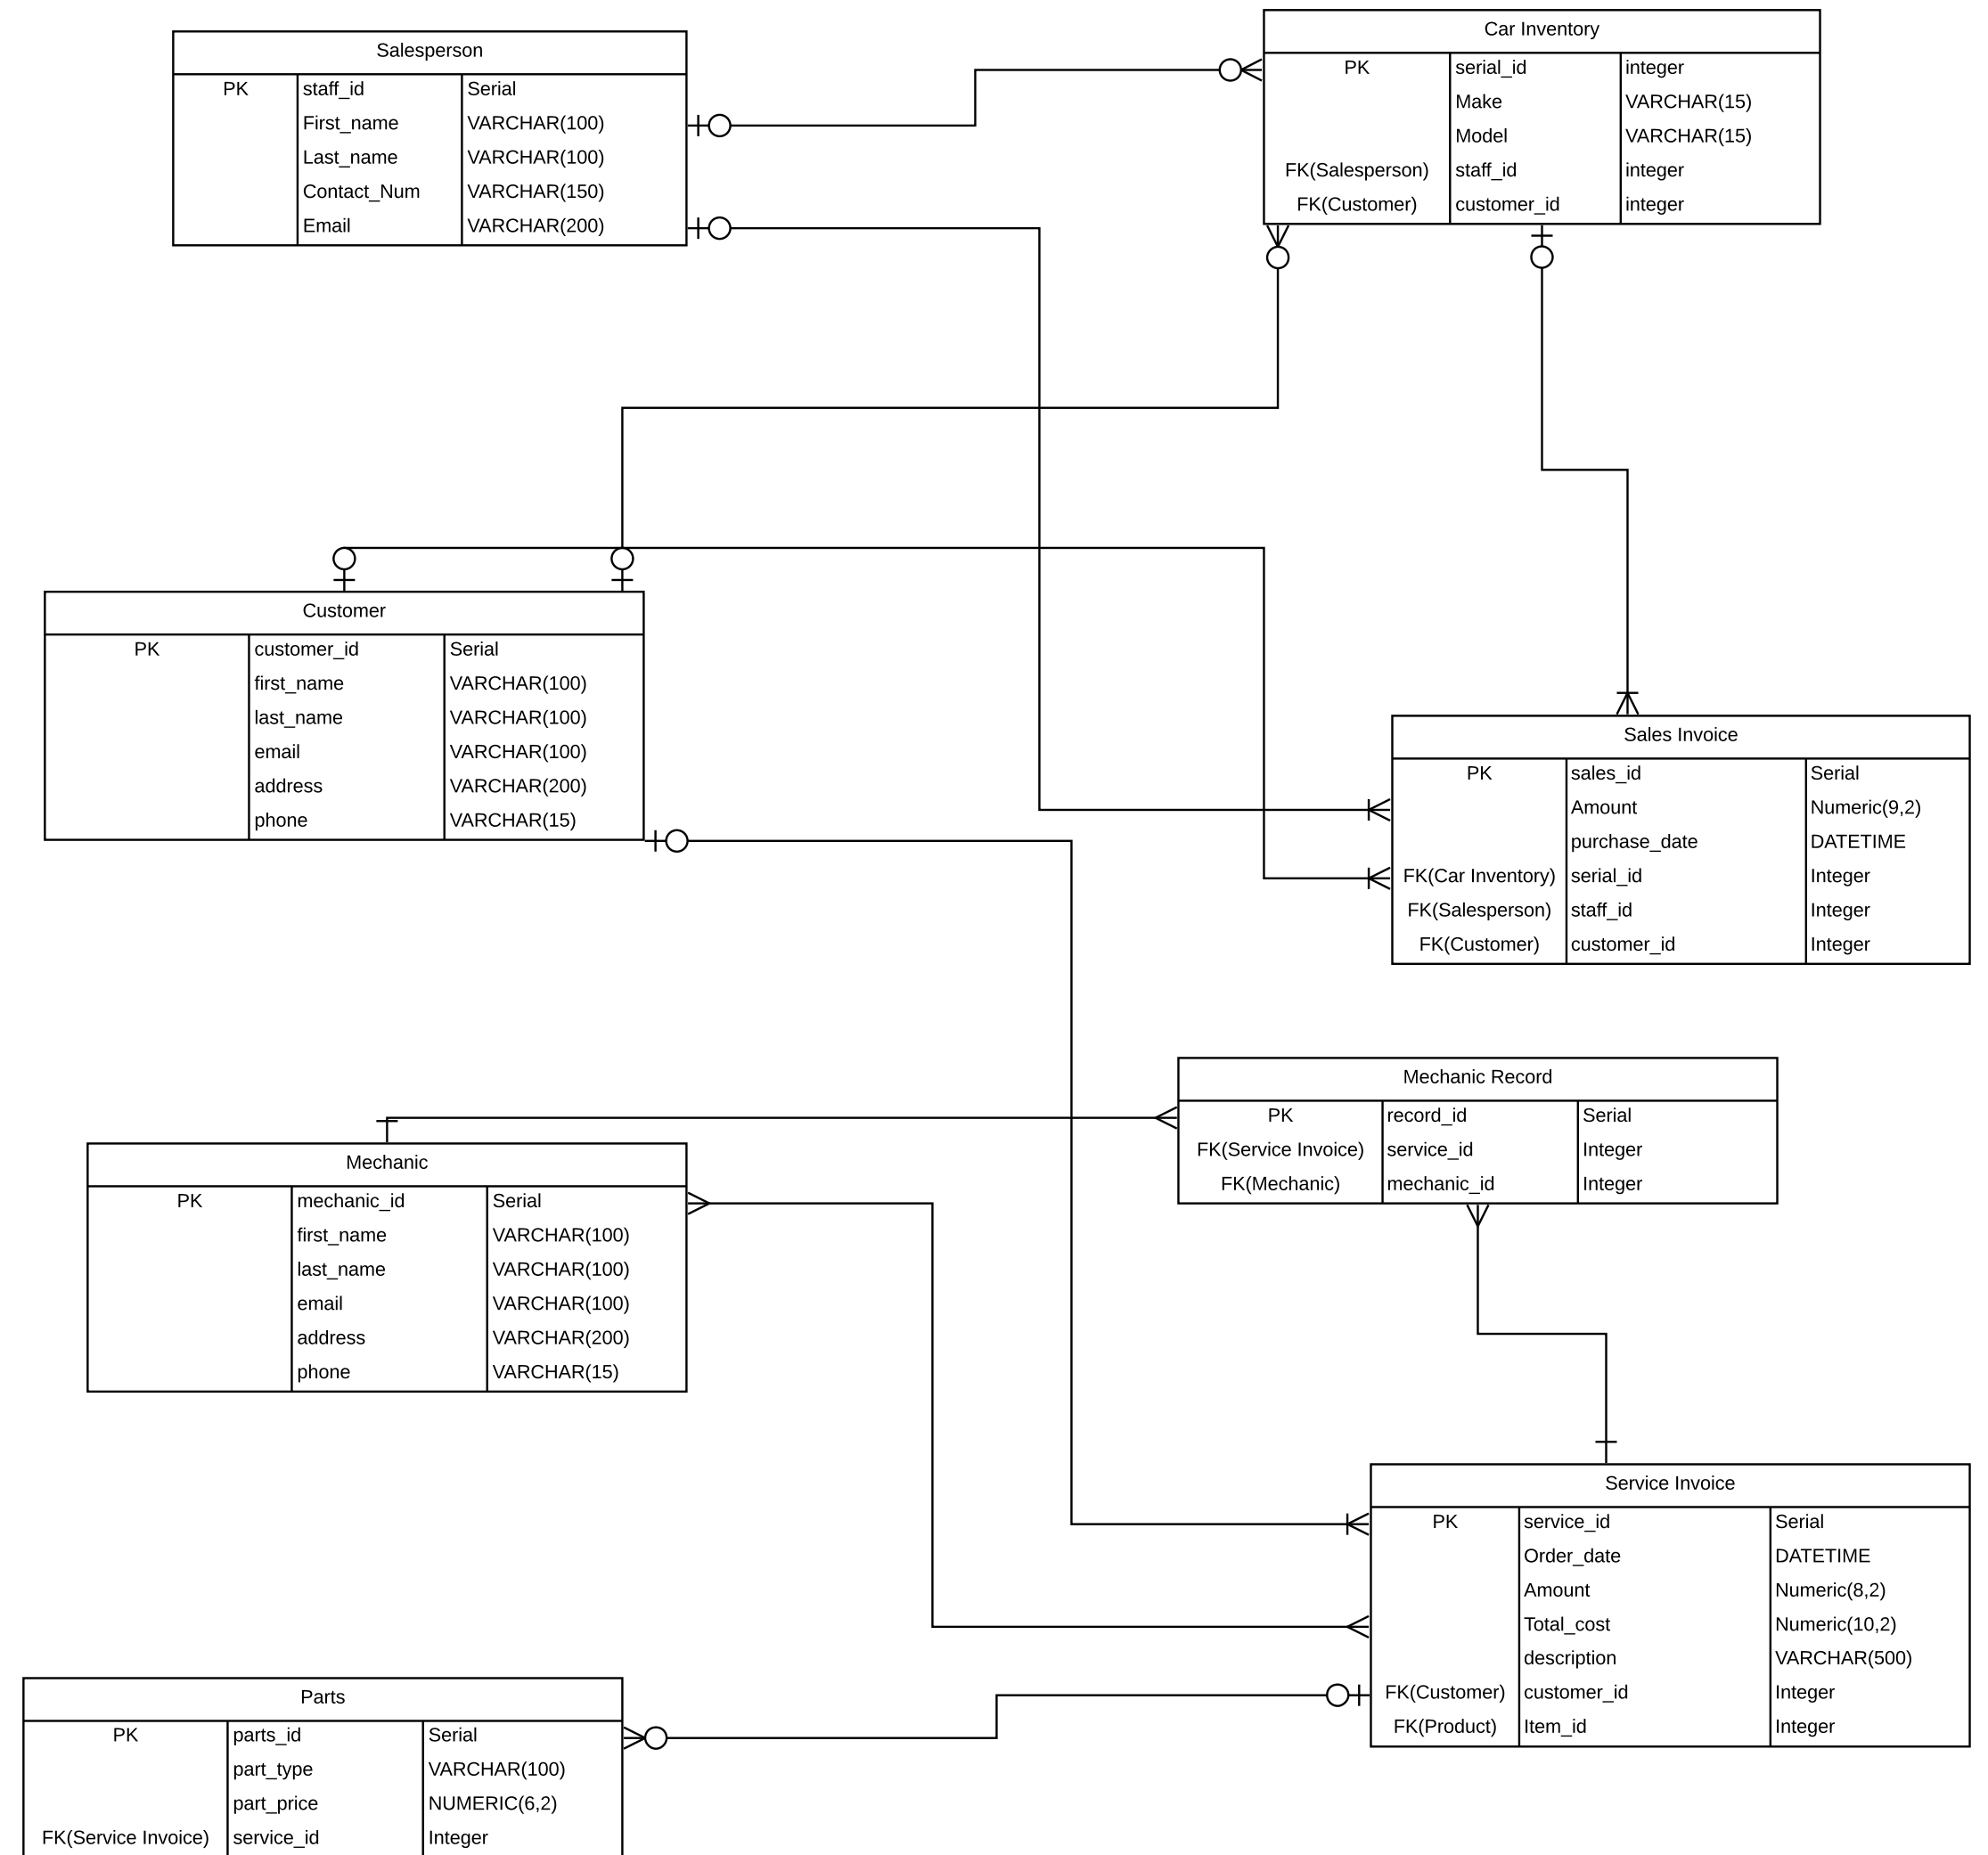 Salesperson
PK staff_id Serial
First_name VARCHAR(100)
Last_name VARCHAR(100)
Contact_Num VARCHAR(150)
Email VARCHAR(200)
Car Inventory
PK serial_id integer
Make VARCHAR(15)
Model VARCHAR(15)
FK(Salesperson) staff_id integer
FK(Customer) customer_id integer
Customer
PK customer_id Serial
first_name VARCHAR(100)
last_name VARCHAR(100)
email VARCHAR(100)
address VARCHAR(200)
phone VARCHAR(15)
Sales Invoice
PK sales_id Serial
Amount Numeric(9,2)
purchase_date DATETIME
FK(Car Inventory) serial_id Integer
FK(Salesperson) staff_id Integer
FK(Customer) customer_id Integer
Mechanic Record
PK record_id Serial
FK(Service Invoice) service_id Integer
FK(Mechanic) mechanic_id Integer
Mechanic
PK mechanic_id Serial
first_name VARCHAR(100)
last_name VARCHAR(100)
email VARCHAR(100)
address VARCHAR(200)
phone VARCHAR(15)
Service Invoice
PK service_id Serial
Order_date DATETIME
Amount Numeric(8,2)
Total_cost Numeric(10,2)
description VARCHAR(500)
FK(Customer) customer_id Integer
FK(Product) Item_id Integer
Parts
PK parts_id Serial
part_type VARCHAR(100)
part_price NUMERIC(6,2)
FK(Service Invoice) service_id Integer